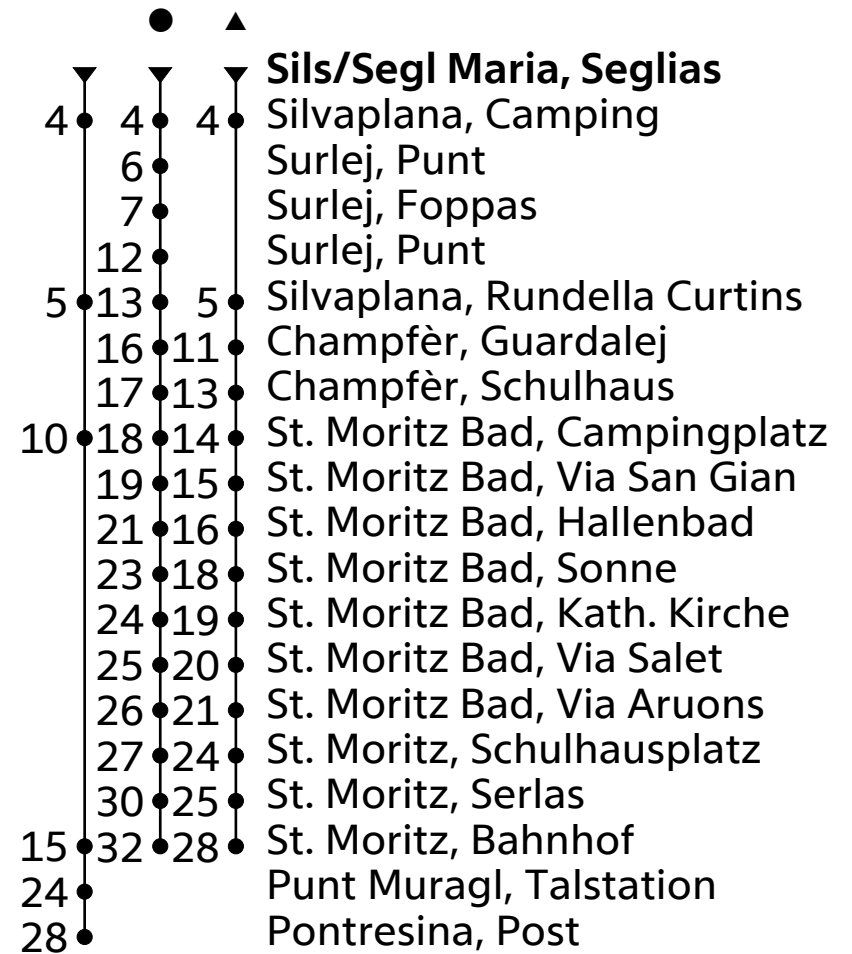 ● ▲
Sils/Segl Maria, Seglias
4 4 4 Silvaplana, Camping
6 Surlej, Punt
7 Surlej, Foppas
12 Surlej, Punt
5 13 5 Silvaplana, Rundella Curtins
16 11 Champfèr, Guardalej
17 13 Champfèr, Schulhaus
10 18 14 St. Moritz Bad, Campingplatz
19 15 St. Moritz Bad, Via San Gian
21 16 St. Moritz Bad, Hallenbad
23 18 St. Moritz Bad, Sonne
24 19 St. Moritz Bad, Kath. Kirche
25 20 St. Moritz Bad, Via Salet
26 21 St. Moritz Bad, Via Aruons
27 24 St. Moritz, Schulhausplatz
30 25 St. Moritz, Serlas
15 32 28 St. Moritz, Bahnhof
24 Punt Muragl, Talstation
28 Pontresina, Post